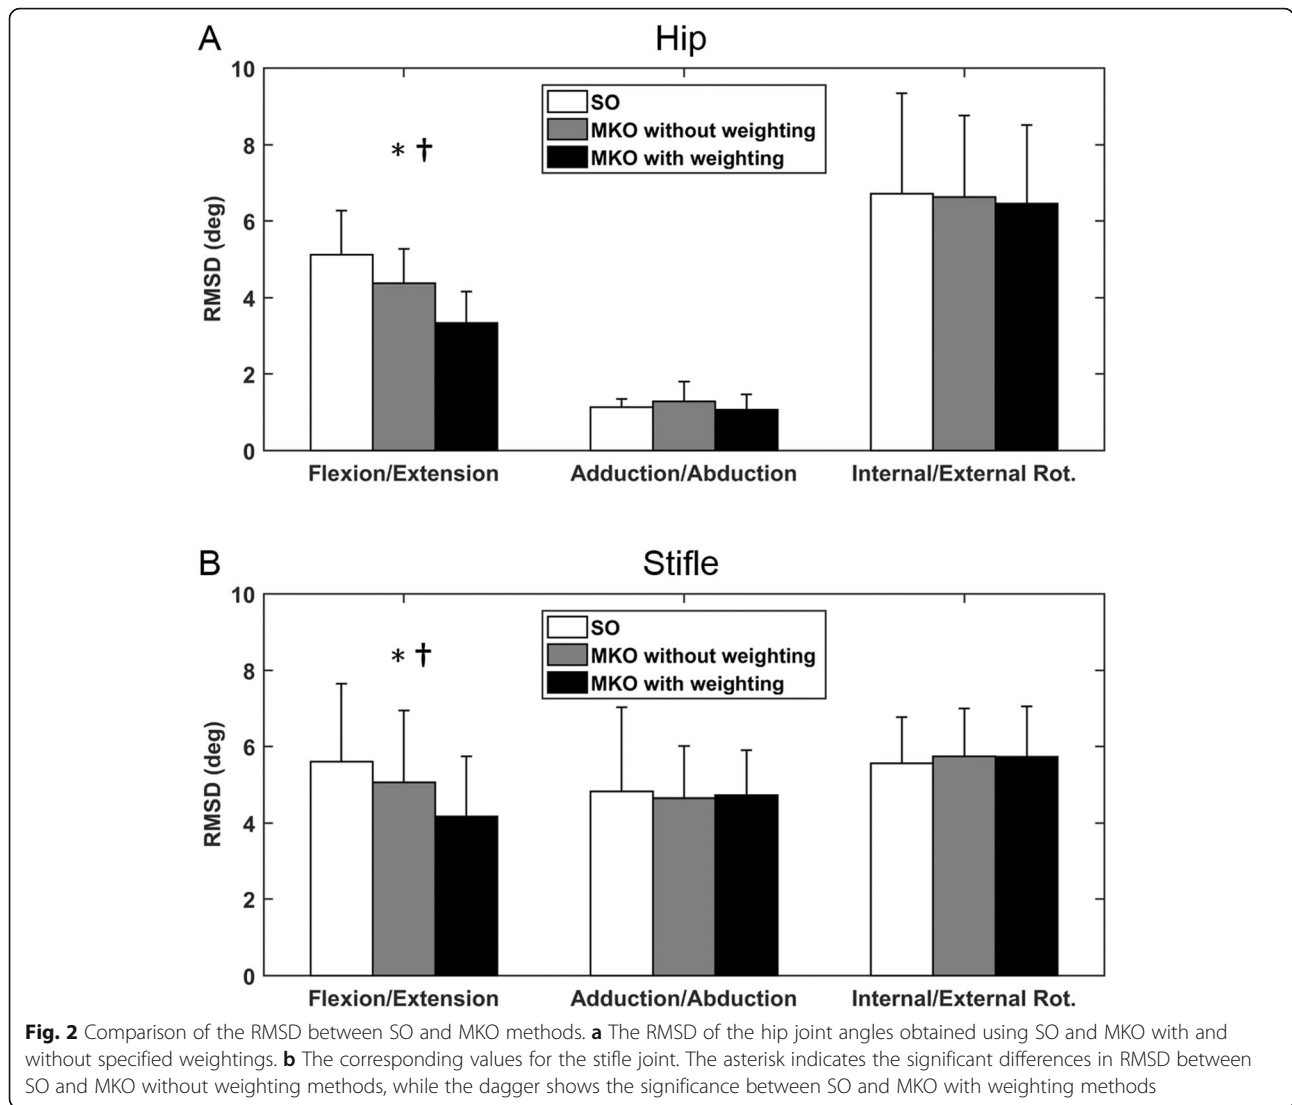 A
Hip
10
8
6
4
2
0
RMSD (deg)
* †
SO
MKO without weighting
MKO with weighting
Flexion/Extension
Adduction/Abduction
Internal/External Rot.
B
Stifle
10
8
6
4
2
0
RMSD (deg)
* †
SO
MKO without weighting
MKO with weighting
Flexion/Extension
Adduction/Abduction
Internal/External Rot.
Fig. 2 Comparison of the RMSD between SO and MKO methods. a The RMSD of the hip joint angles obtained using SO and MKO with and
without specified weightings. b The corresponding values for the stifle joint. The asterisk indicates the significant differences in RMSD between
SO and MKO without weighting methods, while the dagger shows the significance between SO and MKO with weighting methods